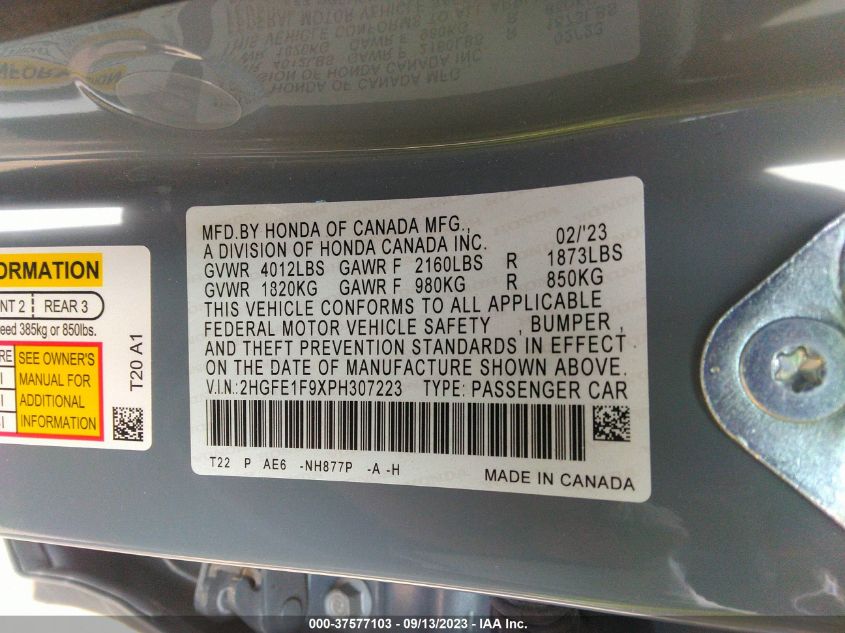 MFD.BY HONDA OF CANADA MFG.,
A DIVISION OF HONDA CANADA INC. 02/'23
GVWR 4012LBS GAWR F 2160LBS R 1873LBS
GVWR 1820KG GAWR F 980KG R 850KG
THIS VEHICLE CONFORMS TO ALL APPLICABLE
FEDERAL MOTOR VEHICLE SAFETY , BUMPER ,
AND THEFT PREVENTION STANDARDS IN EFFECT
ON THE DATE OF MANUFACTURE SHOWN ABOVE.
V.I.N.:2HGFE1F9XPH307223 TYPE: PASSENGER CAR
T22 P AE6 -NH877P -A -H
MADE IN CANADA
ORMATION
NT 2 REAR 3
eed 385kg or 850lbs.
RE SEE OWNER'S
MANUAL FOR
ADDITIONAL
INFORMATION
T20 A1
000-37577103 - 09/13/2023 - IAA Inc.